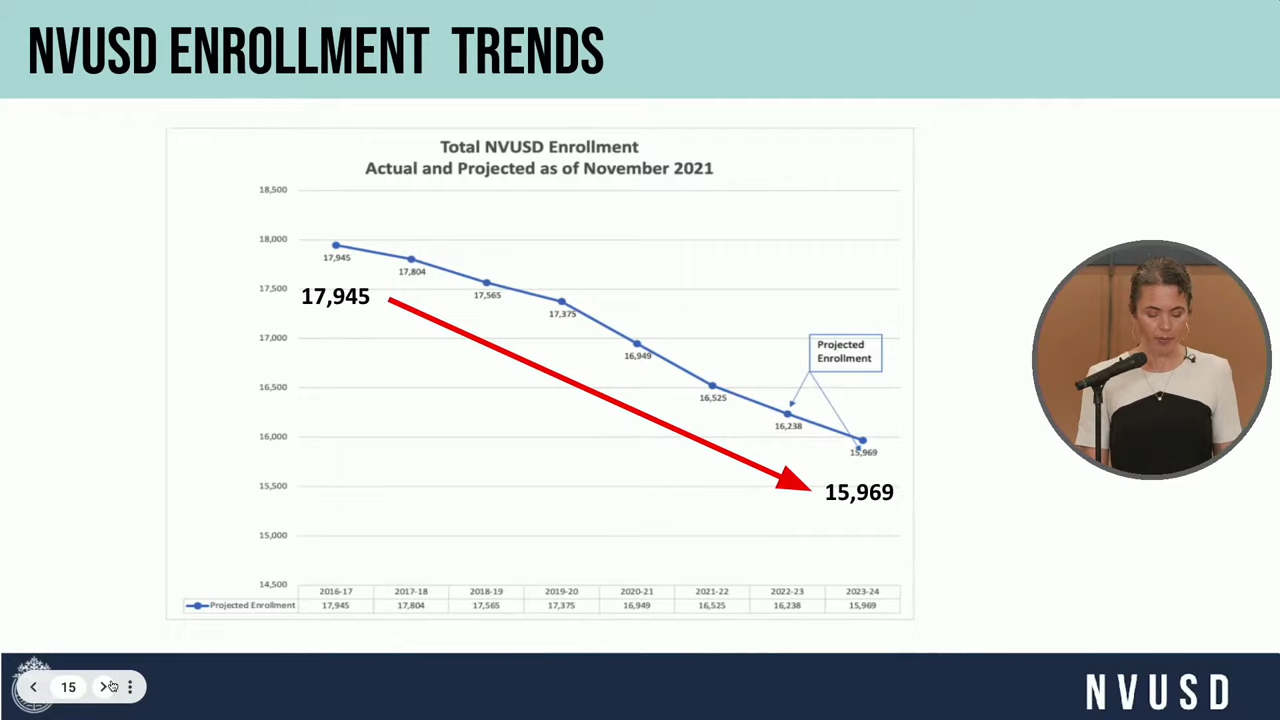 NVUSD ENROLLMENT TRENDS
Total NVUSD Enrollment
Actual and Projected as of November 2021
18,500
18,000
17,500
17,000
16,500
16,000
15,500
15,000
14,500
17,945
17,804
17,565
17,375
16,949
16,525
16,238
15,969
17,945
15,969
Projected
Enrollment
2016-17 2017-18 2018-19 2019-20 2020-21 2021-22 2022-23 2023-24
Projected Enrollment 17,945 17,804 17,565 17,375 16,949 16,525 16,238 15,969
15
NVUSD